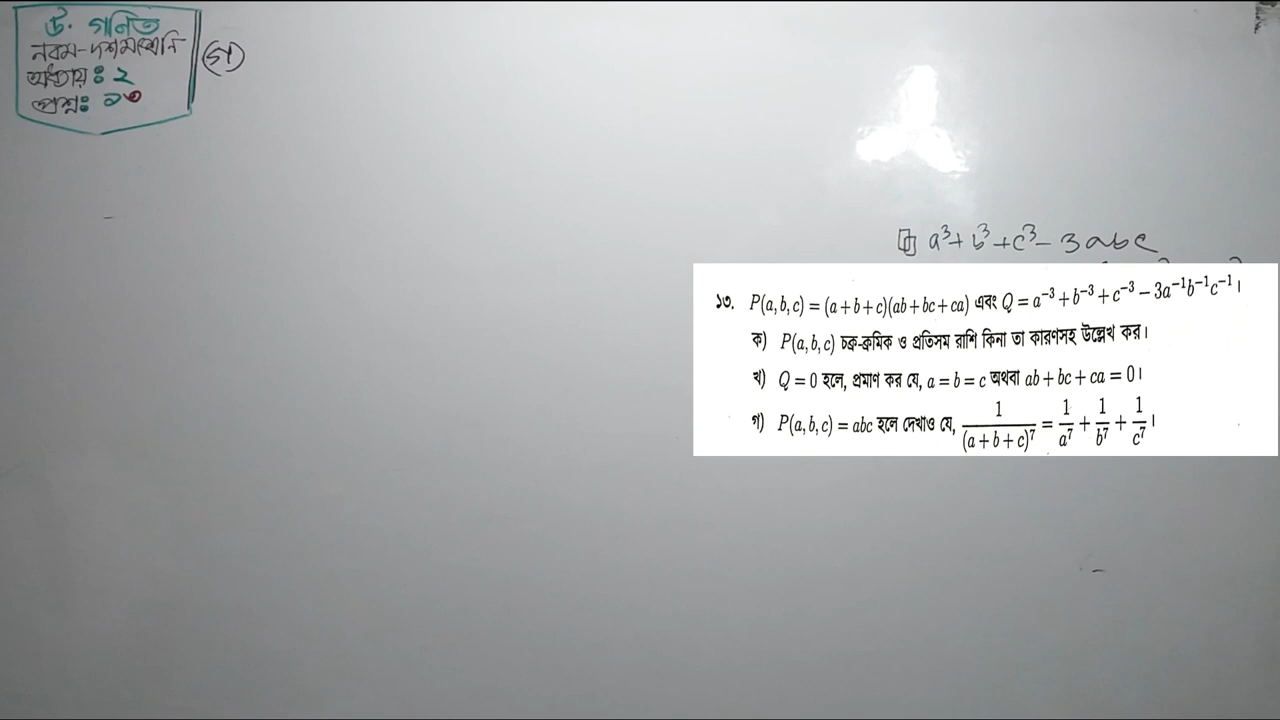 উ. গনিত
নবম-দশম শ্রেনি
অধ্যায়ঃ ২
প্রশ্নঃ ১৩
গ
a³+b³+c³-3abc
১৩. P(a,b,c) = (a+b+c)(ab+bc+ca) এবং Q = a⁻³+b⁻³+c⁻³-3a⁻¹b⁻¹c⁻¹।
ক) P(a,b,c) চক্র-ক্রমিক ও প্রতিসম রাশি কিনা তা কারণসহ উল্লেখ কর।
খ) Q = 0 হলে, প্রমাণ কর যে, a = b = c অথবা ab + bc + ca = 0।
গ) P(a,b,c) = abc হলে দেখাও যে, 1/(a+b+c)⁷ = 1/a⁷ + 1/b⁷ + 1/c⁷।